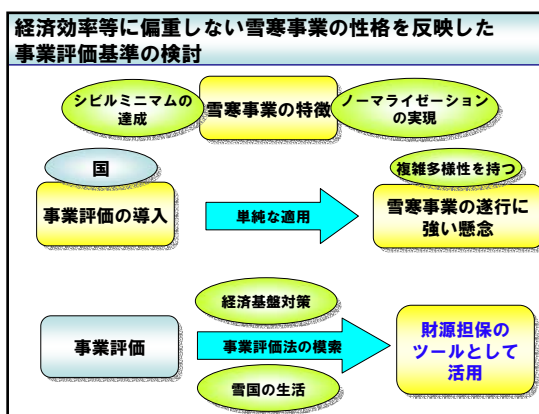 経済効率等に偏重しない雪寒事業の性格を反映した
事業評価基準の検討
シビルミニマムの
達成
雪寒事業の特徴
ノーマライゼーション
の実現
国
事業評価の導入
単純な適用
複雑多様性を持つ
雪寒事業の遂行に
強い懸念
経済基盤対策
事業評価
事業評価法の模索
雪国の生活
財源担保の
ツールとして
活用